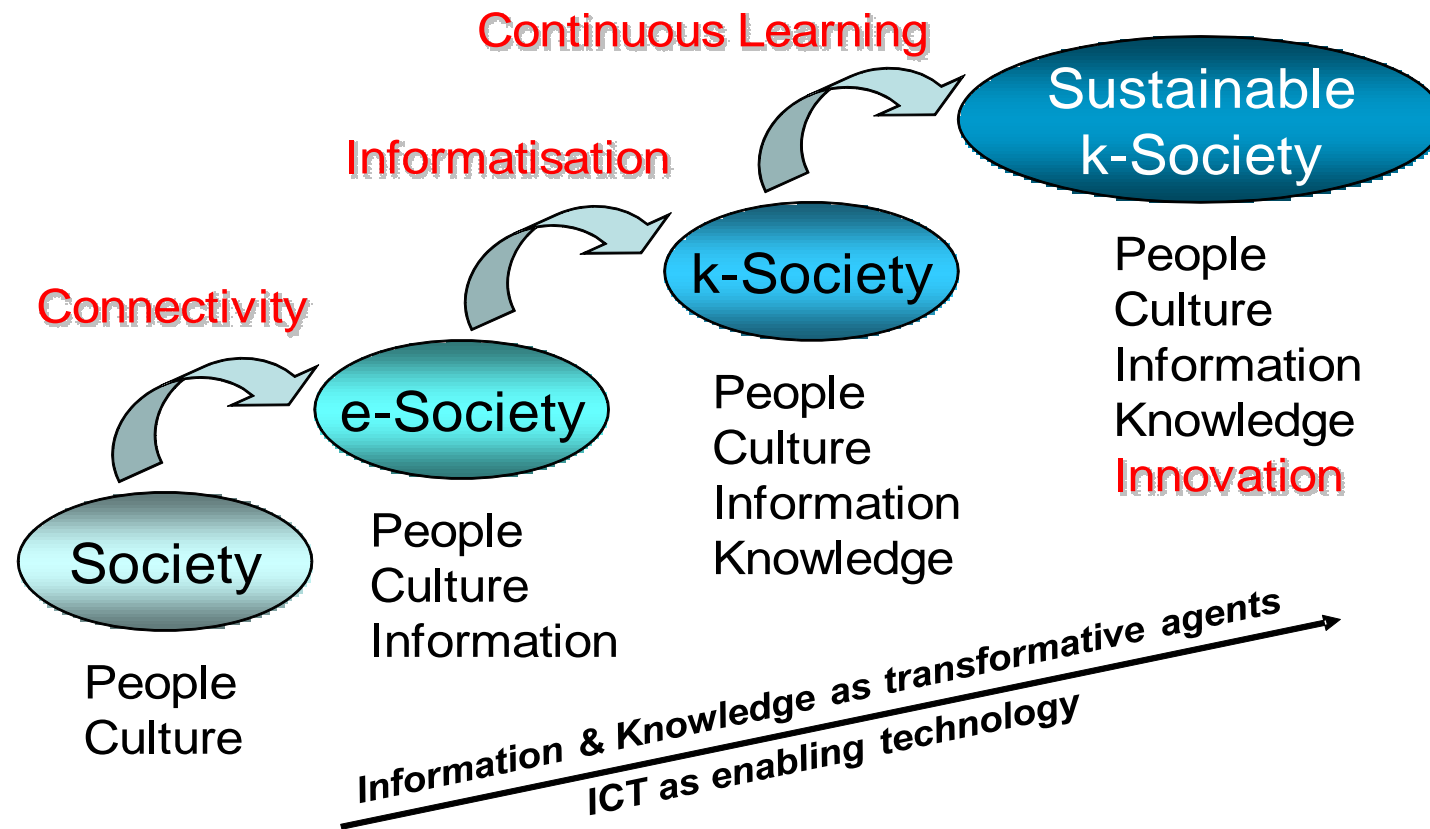 Continuous Learning
Sustainable
k-Society
Informatisation
People
Culture
Information
Knowledge
Innovation
k-Society
Connectivity
People
Culture
Information
Knowledge
e-Society
People
Culture
Information
Society
People
Culture
Information & Knowledge as transformative agents
ICT as enabling technology